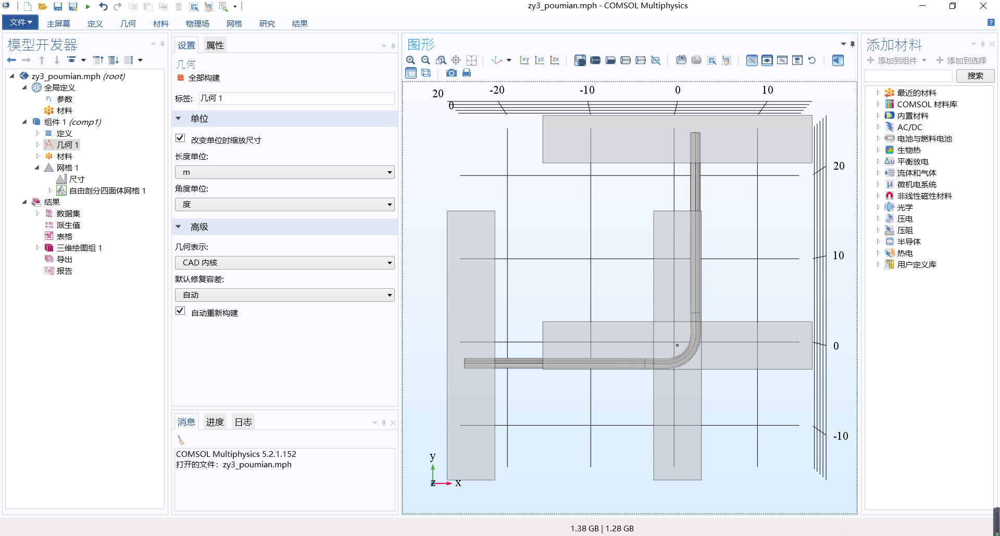 zy3_poumian.mph - COMSOL Multiphysics
文件 主屏幕 定义 几何 材料 物理场 网格 研究 结果
模型开发器
zy3_poumian.mph (root)
全局定义
Pi 参数
材料
组件 1 (comp1)
定义
几何 1
材料
网格 1
尺寸
自由剖分四面体网格 1
结果
数据集
8.85 e-12 派生值
表格
三维绘图组 1
导出
报告
设置 属性
几何
全部构建
标签: 几何 1
单位
改变单位时缩放尺寸
长度单位:
m
角度单位:
度
高级
几何表示:
CAD 内核
默认修复容差:
自动
自动重新构建
消息 进度 日志
COMSOL Multiphysics 5.2.1.152
打开的文件: zy3_poumian.mph
图形
xy yz zx
20 -20 -10 0 10
0
20
10
0
-10
y
z x
添加材料
添加到组件 添加到选择
搜索
最近的材料
COMSOL 材料库
内置材料
AC/DC
电池与燃料电池
生物热
平衡放电
流体和气体
微机电系统
非线性磁性材料
光学
压电
压阻
半导体
热电
用户定义库
1.38 GB | 1.28 GB